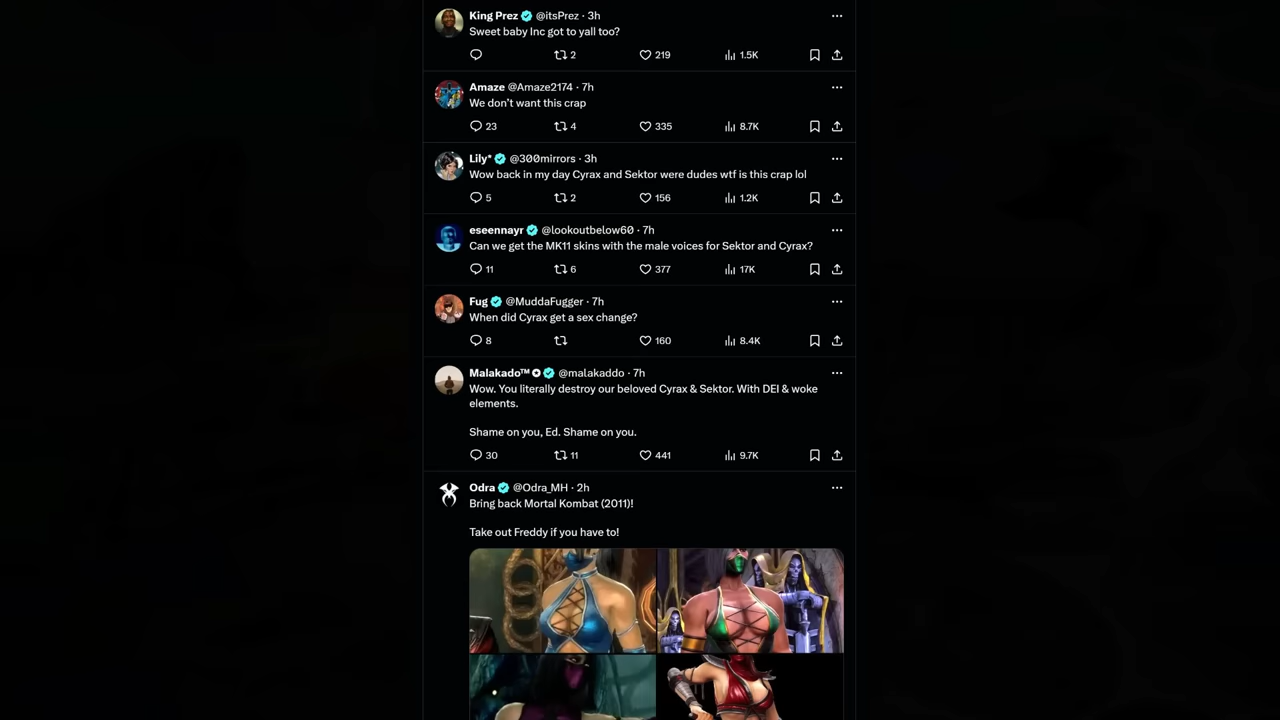 King Prez @itsPrez · 3h
Sweet baby Inc got to yall too?
2 219 1.5K
Amaze @Amaze2174 · 7h
We don't want this crap
23 4 335 8.7K
Lily* @300mirrors · 3h
Wow back in my day Cyrax and Sektor were dudes wtf is this crap lol
5 2 156 1.2K
eseennayr @lookoutbelow60 · 7h
Can we get the MK11 skins with the male voices for Sektor and Cyrax?
11 6 377 17K
Fug @MuddaFugger · 7h
When did Cyrax get a sex change?
8 160 8.4K
Malakado™ ✪ @malakaddo · 7h
Wow. You literally destroy our beloved Cyrax & Sektor. With DEI & woke
elements.
Shame on you, Ed. Shame on you.
30 11 441 9.7K
Odra @Odra_MH · 2h
Bring back Mortal Kombat (2011)!
Take out Freddy if you have to!